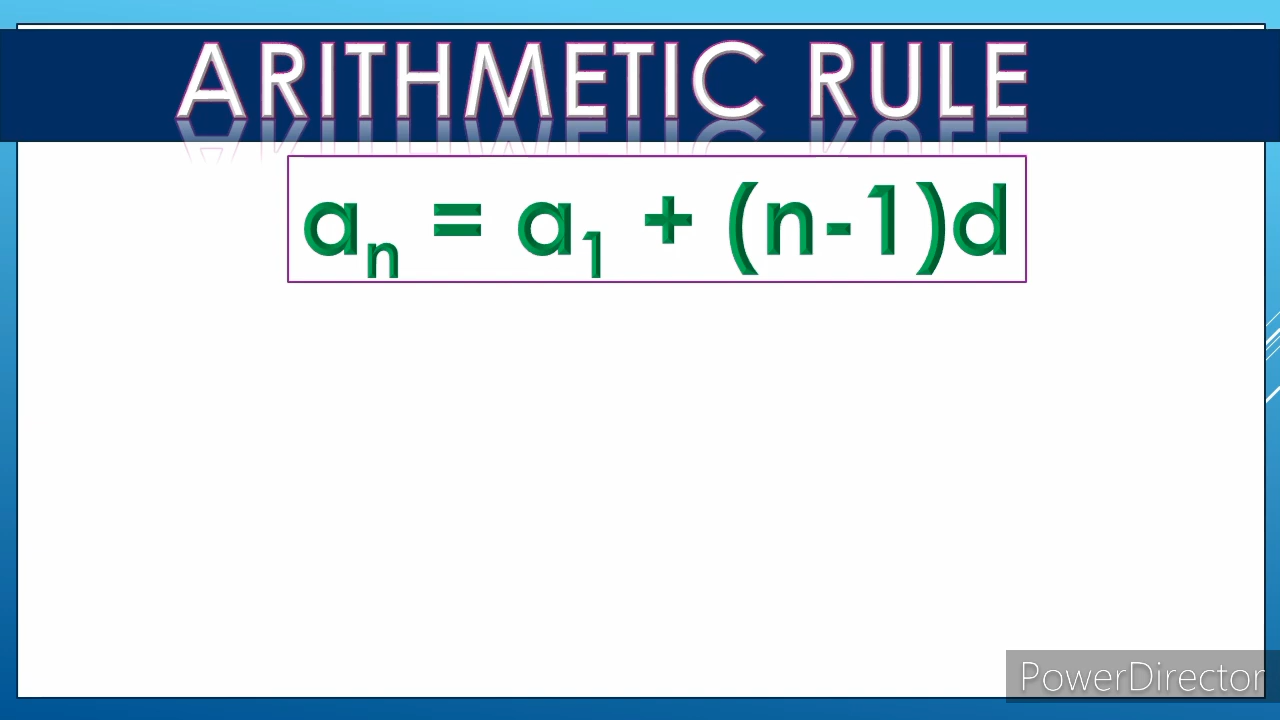 ARITHMETIC RULE
aₙ = a₁ + (n-1)d
PowerDirector